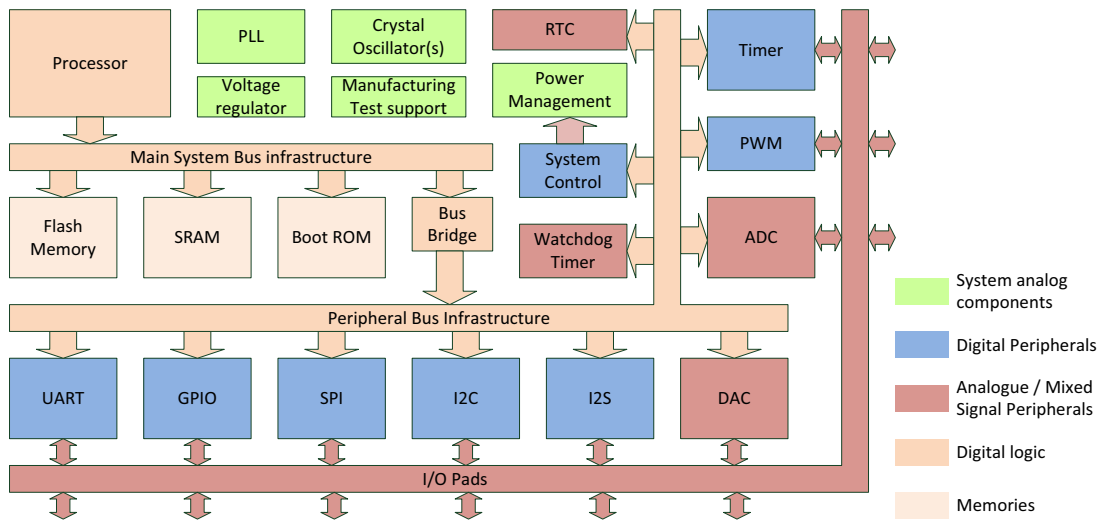 Processor
PLL
Crystal
Oscillator(s)
RTC
Timer
Voltage
regulator
Manufacturing
Test support
Power
Management
Main System Bus infrastructure
System
Control
PWM
Flash
Memory
SRAM
Boot ROM
Bus
Bridge
Watchdog
Timer
ADC
System analog
components
Peripheral Bus Infrastructure
Digital Peripherals
UART
GPIO
SPI
I2C
I2S
DAC
Analogue / Mixed
Signal Peripherals
Digital logic
I/O Pads
Memories